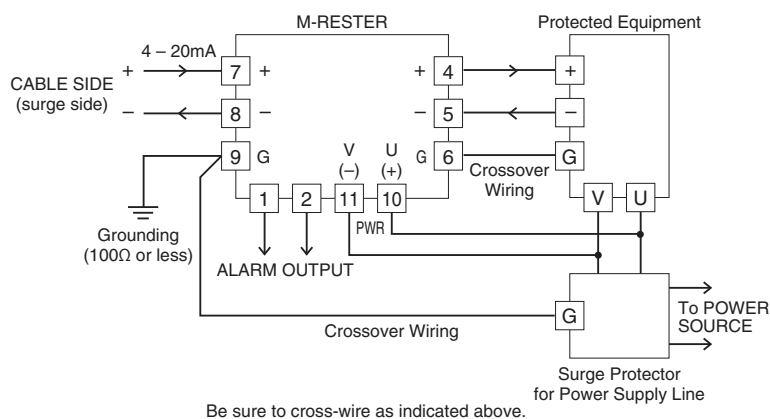 M-RESTER
Protected Equipment
4 – 20mA
CABLE SIDE
(surge side)
+
–
7
+
8
–
9
G
+
4
–
5
G
6
+
–
G
V
(–)
U
(+)
Crossover
Wiring
1
2
11
10
V
U
PWR
Grounding
(100Ω or less)
ALARM OUTPUT
G
To POWER
SOURCE
Crossover Wiring
Surge Protector
for Power Supply Line
Be sure to cross-wire as indicated above.